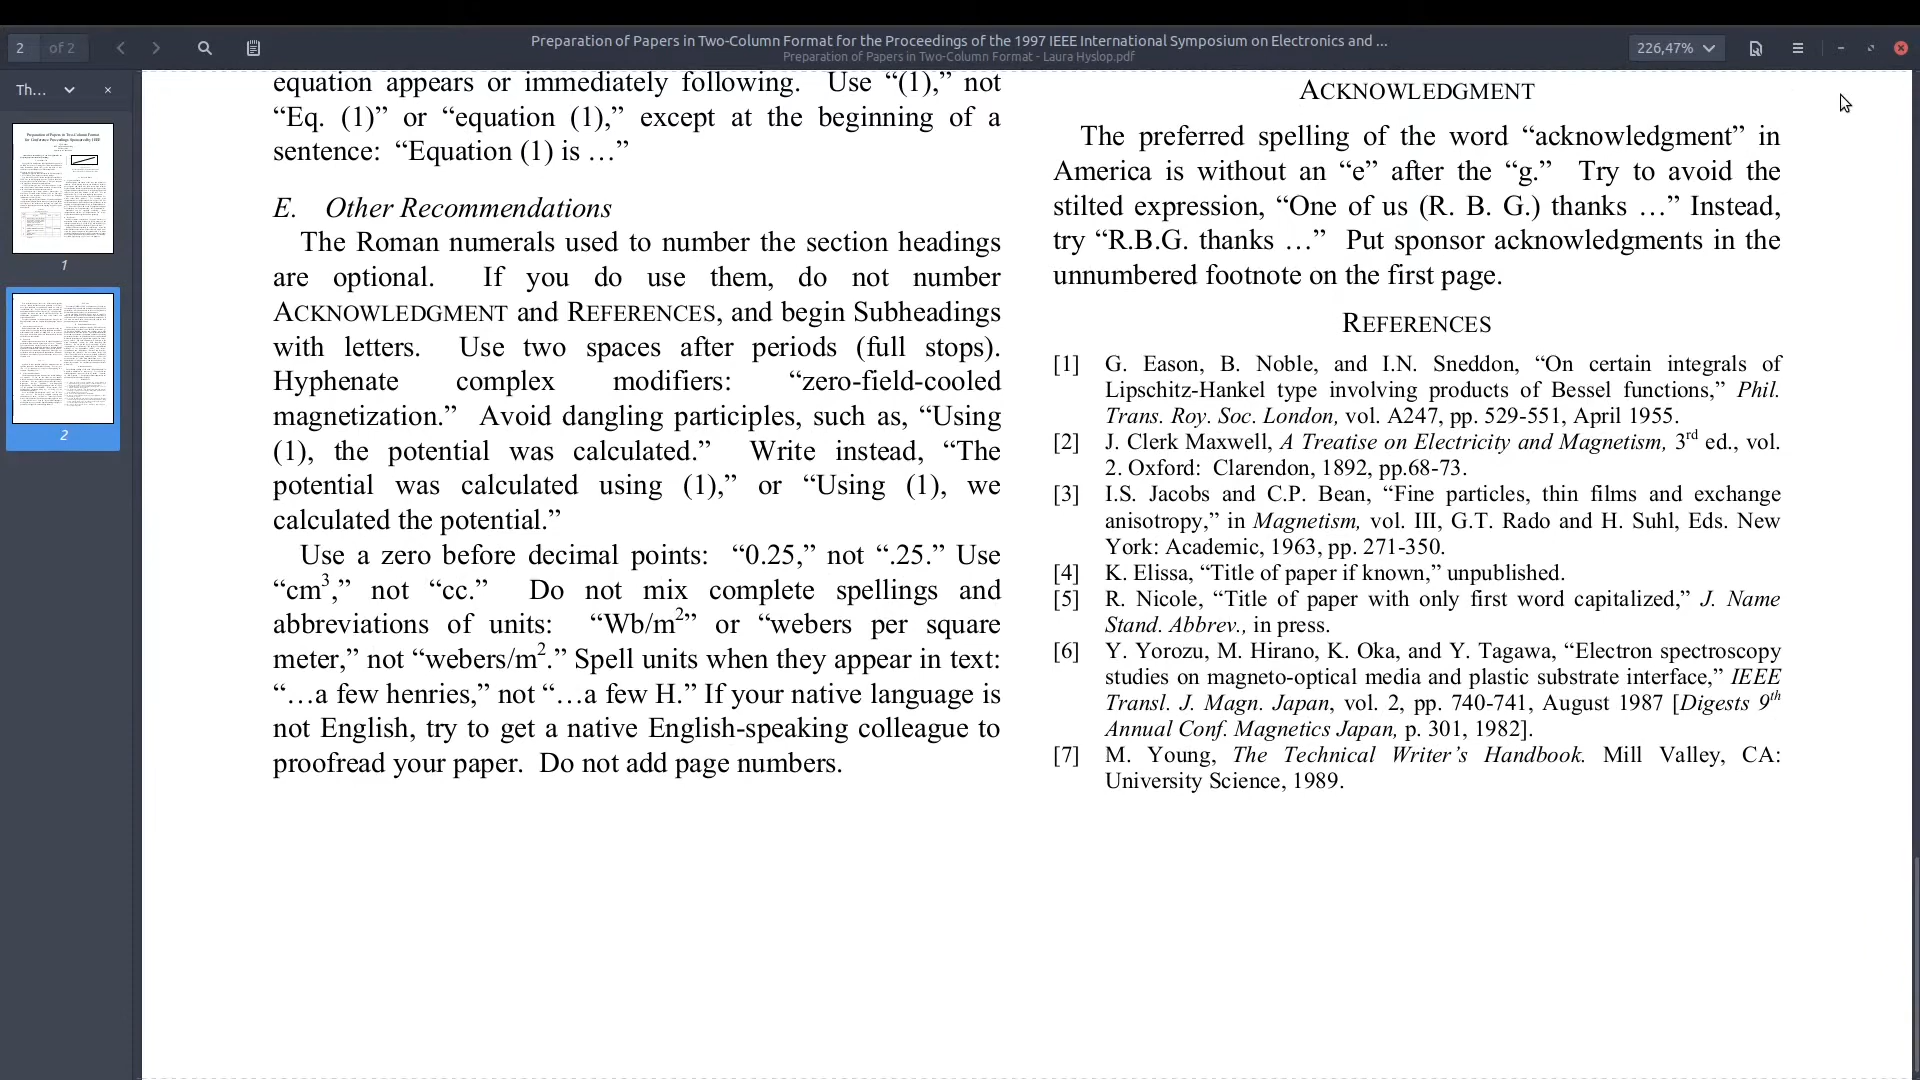 2 of 2
Preparation of Papers in Two-Column Format for the Proceedings of the 1997 IEEE International Symposium on Electronics and ...
Preparation of Papers in Two-Column Format - Laura Hyslop.pdf
226,47%
Th...
1
2
equation appears or immediately following. Use “(1),” not
“Eq. (1)” or “equation (1),” except at the beginning of a
sentence: “Equation (1) is …”
E. Other Recommendations
The Roman numerals used to number the section headings
are optional. If you do use them, do not number
ACKNOWLEDGMENT and REFERENCES, and begin Subheadings
with letters. Use two spaces after periods (full stops).
Hyphenate complex modifiers: “zero-field-cooled
magnetization.” Avoid dangling participles, such as, “Using
(1), the potential was calculated.” Write instead, “The
potential was calculated using (1),” or “Using (1), we
calculated the potential.”
Use a zero before decimal points: “0.25,” not “.25.” Use
“cm³,” not “cc.” Do not mix complete spellings and
abbreviations of units: “Wb/m²” or “webers per square
meter,” not “webers/m².” Spell units when they appear in text:
“…a few henries,” not “…a few H.” If your native language is
not English, try to get a native English-speaking colleague to
proofread your paper. Do not add page numbers.
ACKNOWLEDGMENT
The preferred spelling of the word “acknowledgment” in
America is without an “e” after the “g.” Try to avoid the
stilted expression, “One of us (R. B. G.) thanks …” Instead,
try “R.B.G. thanks …” Put sponsor acknowledgments in the
unnumbered footnote on the first page.
REFERENCES
[1] G. Eason, B. Noble, and I.N. Sneddon, “On certain integrals of
Lipschitz-Hankel type involving products of Bessel functions,” Phil.
Trans. Roy. Soc. London, vol. A247, pp. 529-551, April 1955.
[2] J. Clerk Maxwell, A Treatise on Electricity and Magnetism, 3rd ed., vol.
2. Oxford: Clarendon, 1892, pp.68-73.
[3] I.S. Jacobs and C.P. Bean, “Fine particles, thin films and exchange
anisotropy,” in Magnetism, vol. III, G.T. Rado and H. Suhl, Eds. New
York: Academic, 1963, pp. 271-350.
[4] K. Elissa, “Title of paper if known,” unpublished.
[5] R. Nicole, “Title of paper with only first word capitalized,” J. Name
Stand. Abbrev., in press.
[6] Y. Yorozu, M. Hirano, K. Oka, and Y. Tagawa, “Electron spectroscopy
studies on magneto-optical media and plastic substrate interface,” IEEE
Transl. J. Magn. Japan, vol. 2, pp. 740-741, August 1987 [Digests 9th
Annual Conf. Magnetics Japan, p. 301, 1982].
[7] M. Young, The Technical Writer’s Handbook. Mill Valley, CA:
University Science, 1989.